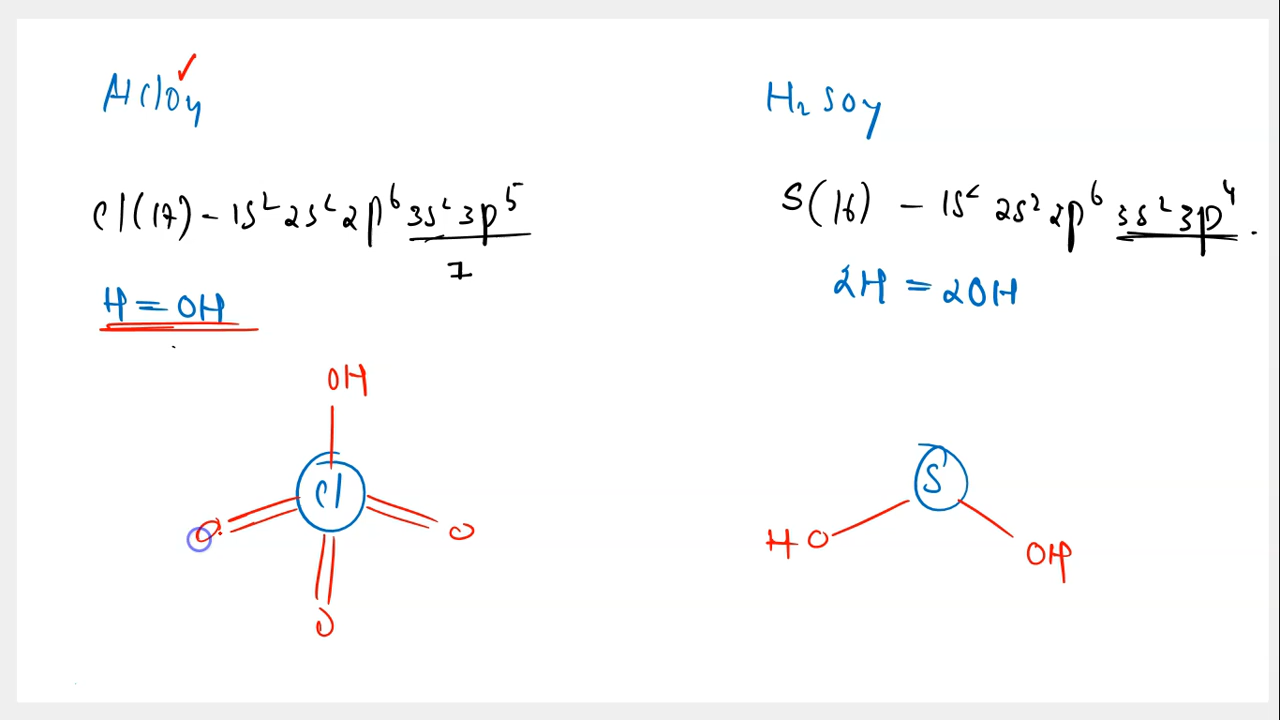 HClO₄ ✓
H₂SO₄
Cl(17) - 1s² 2s² 2p⁶ 3s² 3p⁵
7
S(16) - 1s² 2s² 2p⁶ 3s² 3p⁴.
H = OH
2H = 2OH
OH
Cl
O
O
O
S
HO
OH